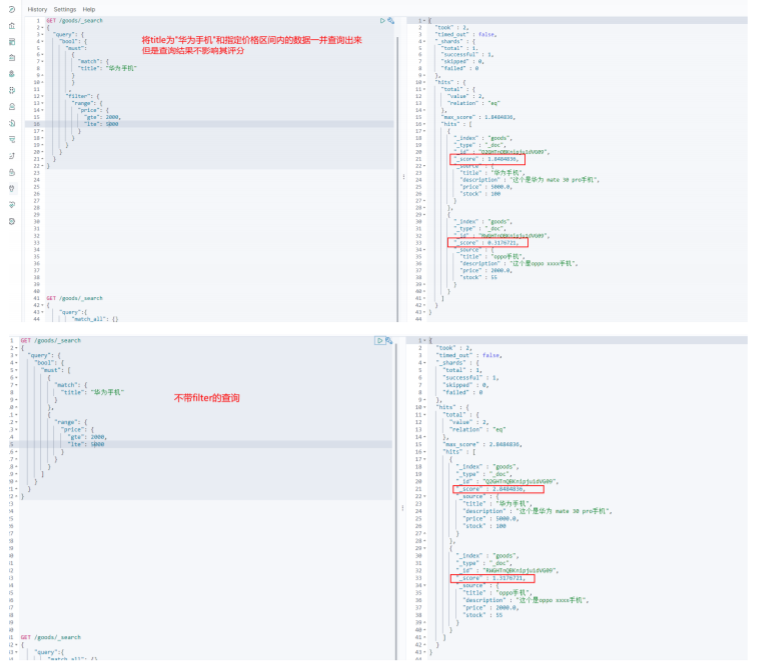 History Settings Help
GET /goods/_search
{
"query": {
"bool": {
"must":
{
"match": {
"title": "华为手机"
}
}
,
"filter": {
"range": {
"price": {
"gte": 2000,
"lte": 5000
}
}
}
}
}
}
将title为"华为手机"和指定价格区间内的数据一并查询出来
但是查询结果不影响其评分
GET /goods/_search
{
"query":{
"match_all": {}
{
"took" : 2,
"timed_out" : false,
"_shards" : {
"total" : 1,
"successful" : 1,
"skipped" : 0,
"failed" : 0
},
"hits" : {
"total" : {
"value" : 2,
"relation" : "eq"
},
"max_score" : 1.8484836,
"hits" : [
{
"_index" : "goods",
"_type" : "_doc",
"_id" :
"_score" : 1.8484836,
"_source" : {
"title" : "华为手机",
"description" : "这个是华为 mate 30 pro手机",
"price" : 5000.0,
"stock" : 100
}
},
{
"_index" : "goods",
"_type" : "_doc",
"_id" :
"_score" : 0.3176721,
"_source" : {
"title" : "oppo手机",
"description" : "这个是oppo xxxx手机",
"price" : 2000.0,
"stock" : 55
}
}
]
}
}
GET /goods/_search
{
"query": {
"bool": {
"must": [
{
"match": {
"title": "华为手机"
}
},
{
"range": {
"price": {
"gte": 2000,
"lte": 5000
}
}
}
]
}
}
}
不带filter的查询
GET /goods/_search
{
"query":{
"match_all": {}
{
"took" : 2,
"timed_out" : false,
"_shards" : {
"total" : 1,
"successful" : 1,
"skipped" : 0,
"failed" : 0
},
"hits" : {
"total" : {
"value" : 2,
"relation" : "eq"
},
"max_score" : 2.8484836,
"hits" : [
{
"_index" : "goods",
"_type" : "_doc",
"_id" :
"_score" : 2.8484836,
"_source" : {
"title" : "华为手机",
"description" : "这个是华为 mate 30 pro手机",
"price" : 5000.0,
"stock" : 100
}
},
{
"_index" : "goods",
"_type" : "_doc",
"_id" :
"_score" : 1.3176721,
"_source" : {
"title" : "oppo手机",
"description" : "这个是oppo xxxx手机",
"price" : 2000.0,
"stock" : 55
}
}
]
}
}